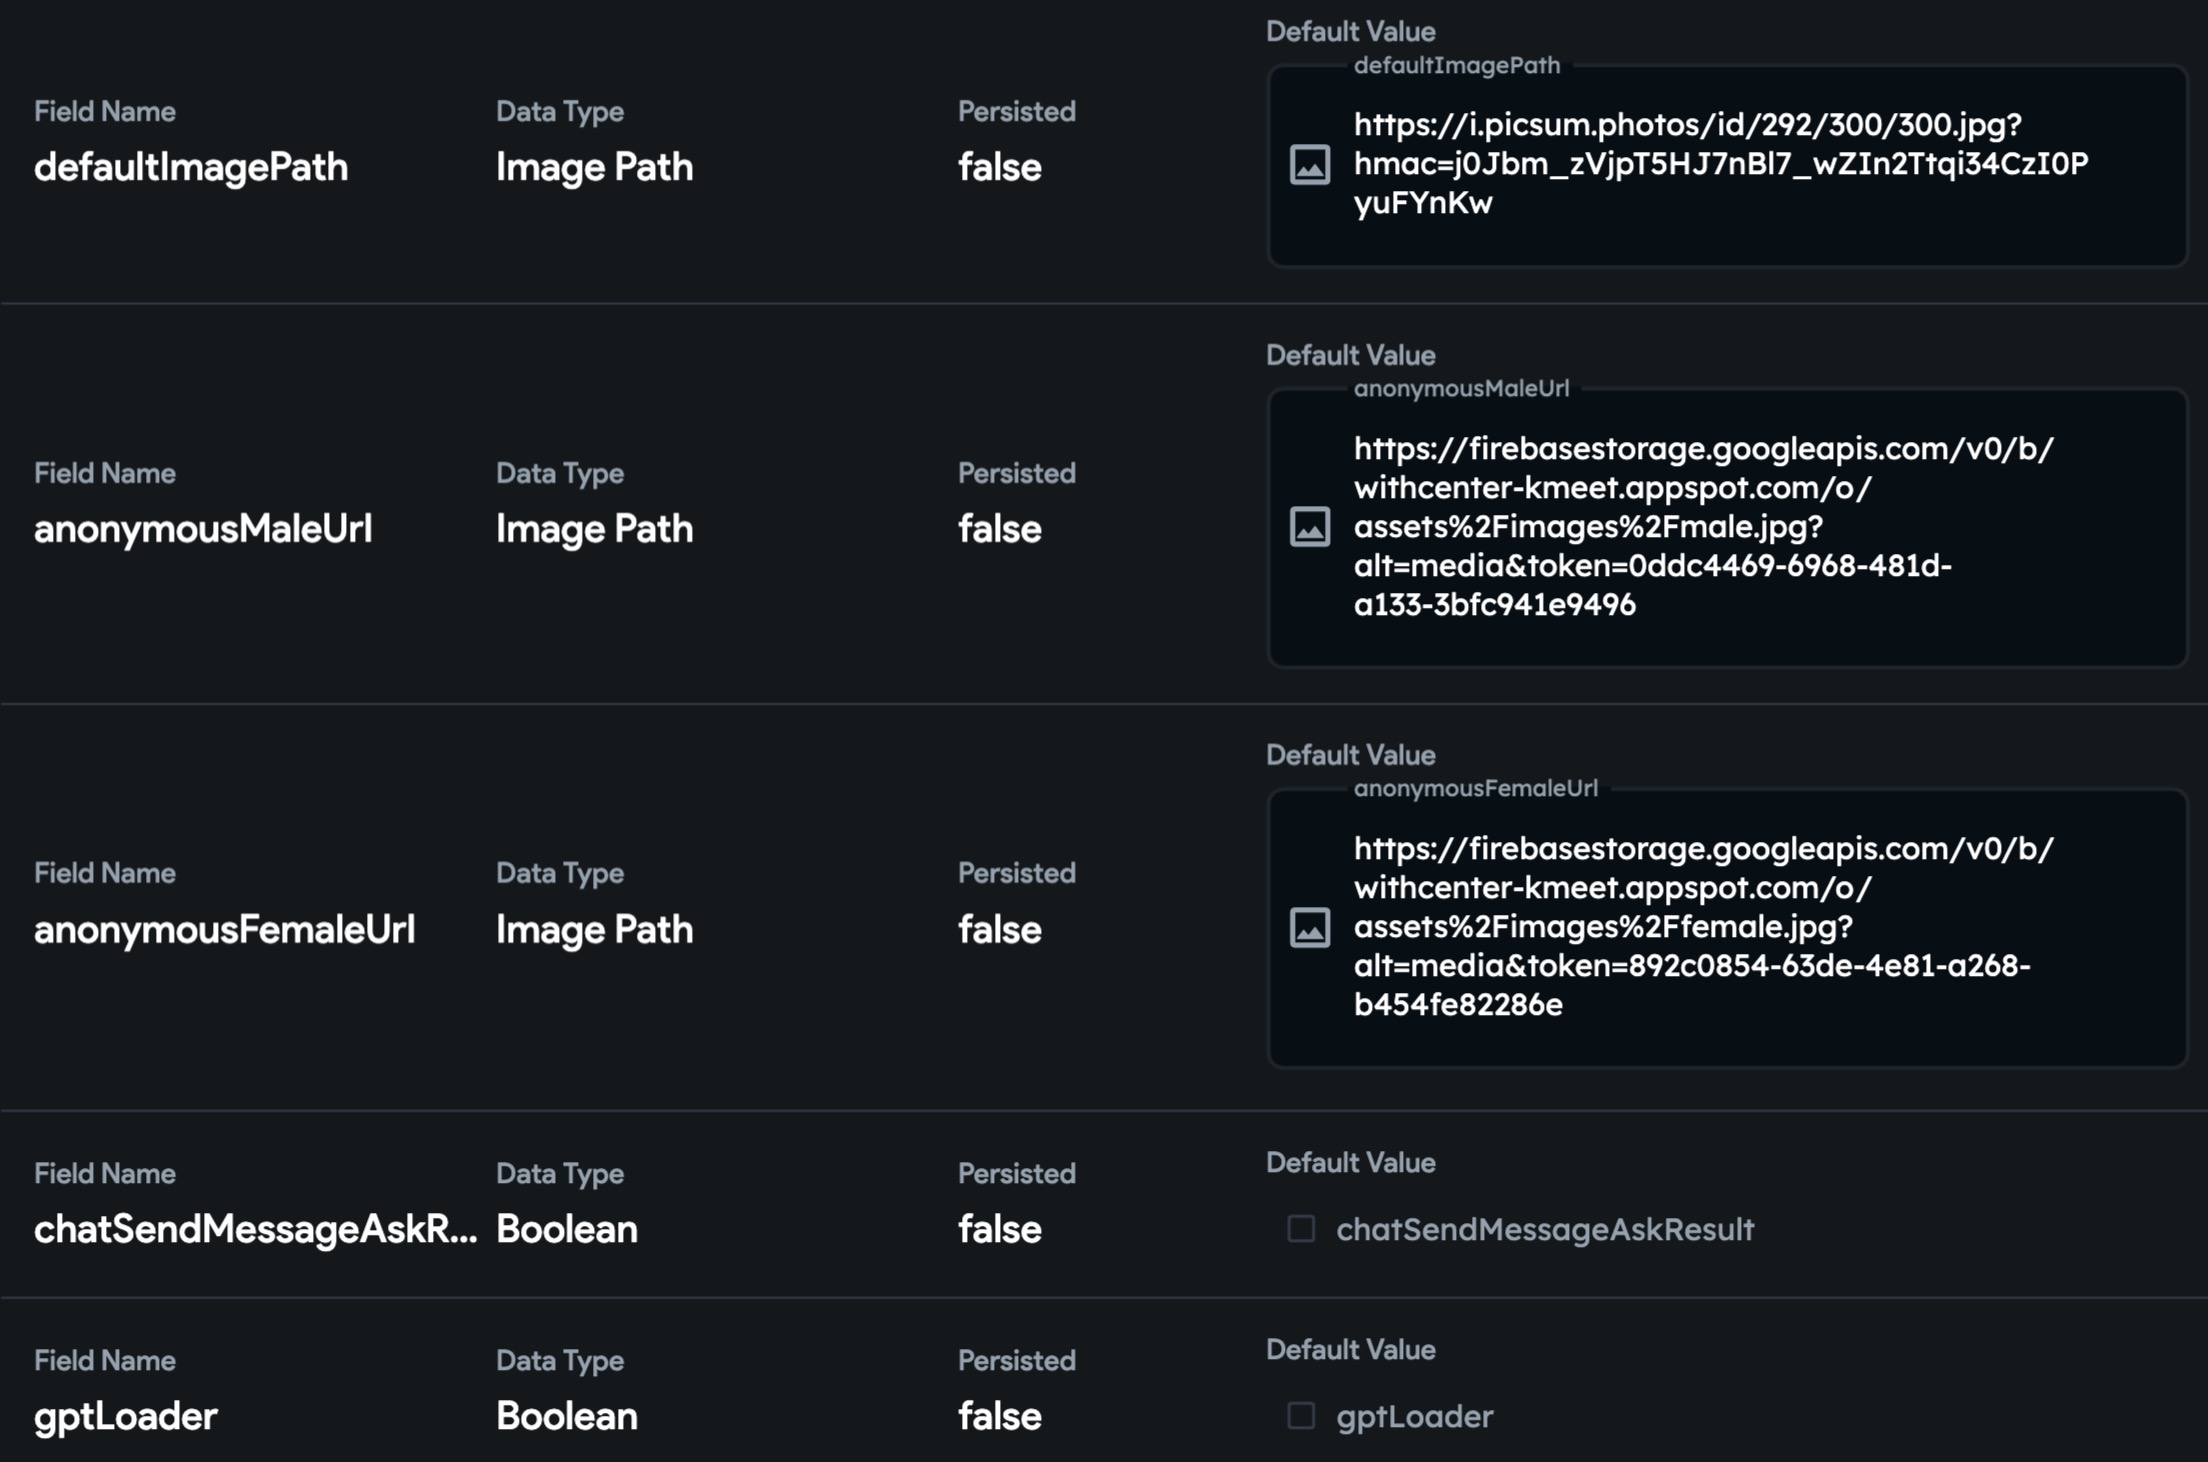 Default Value
defaultImagePath
Field Name Data Type Persisted
defaultImagePath Image Path false
https://i.picsum.photos/id/292/300/300.jpg?
hmac=j0Jbm_zVjpT5HJ7nBl7_wZIn2Ttqi34CzI0P
yuFYnKw
Default Value
anonymousMaleUrl
Field Name Data Type Persisted
anonymousMaleUrl Image Path false
https://firebasestorage.googleapis.com/v0/b/
withcenter-kmeet.appspot.com/o/
assets%2Fimages%2Fmale.jpg?
alt=media&token=0ddc4469-6968-481d-
a133-3bfc941e9496
Default Value
anonymousFemaleUrl
Field Name Data Type Persisted
anonymousFemaleUrl Image Path false
https://firebasestorage.googleapis.com/v0/b/
withcenter-kmeet.appspot.com/o/
assets%2Fimages%2Ffemale.jpg?
alt=media&token=892c0854-63de-4e81-a268-
b454fe82286e
Field Name Data Type Persisted Default Value
chatSendMessageAskR... Boolean false chatSendMessageAskResult
Field Name Data Type Persisted Default Value
gptLoader Boolean false gptLoader